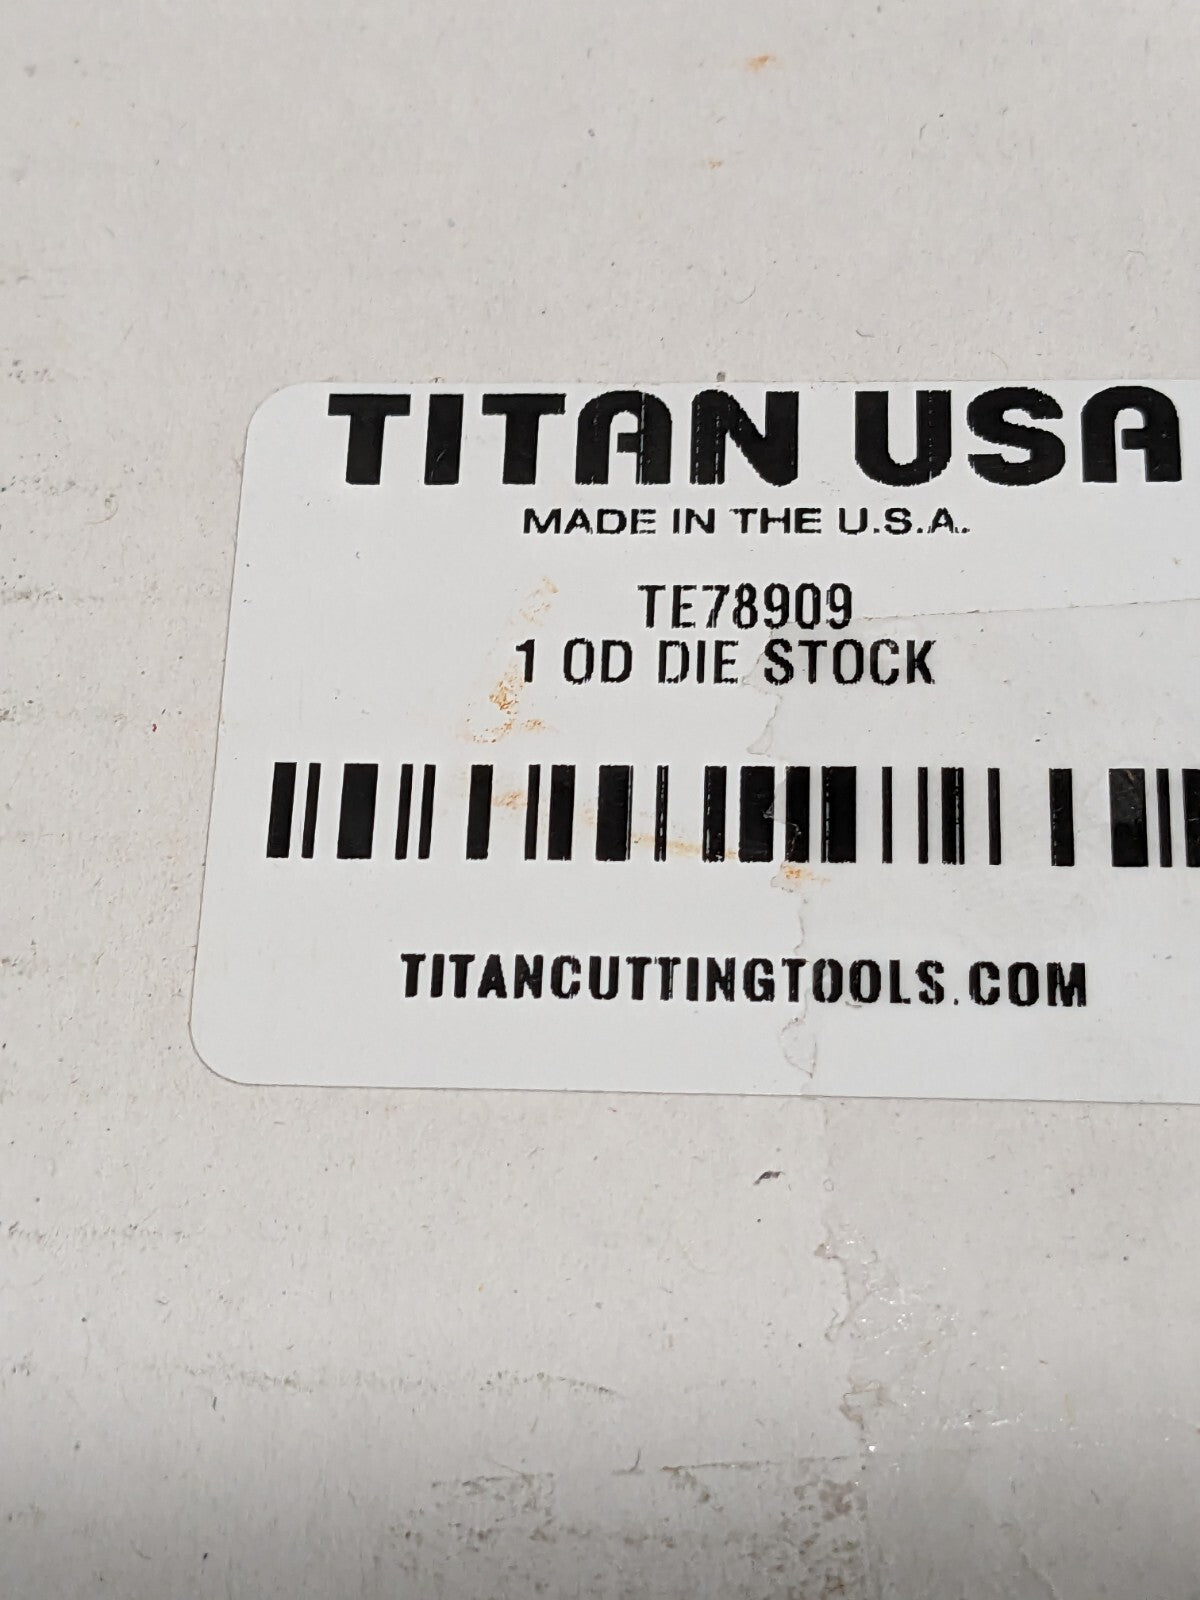 TITAN USA
MADE IN THE U.S.A.
TE78909
1 OD DIE STOCK
TITANCUTTINGTOOLS.COM